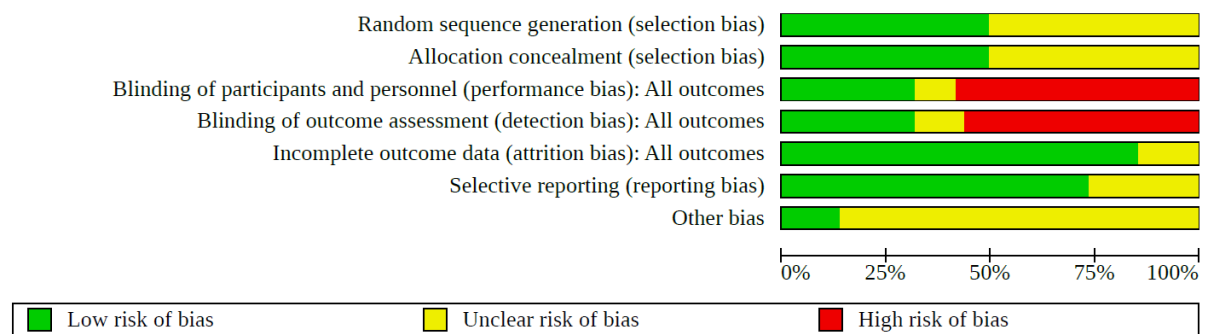 Random sequence generation (selection bias)
Allocation concealment (selection bias)
Blinding of participants and personnel (performance bias): All outcomes
Blinding of outcome assessment (detection bias): All outcomes
Incomplete outcome data (attrition bias): All outcomes
Selective reporting (reporting bias)
Other bias
0% 25% 50% 75% 100%
Low risk of bias Unclear risk of bias High risk of bias